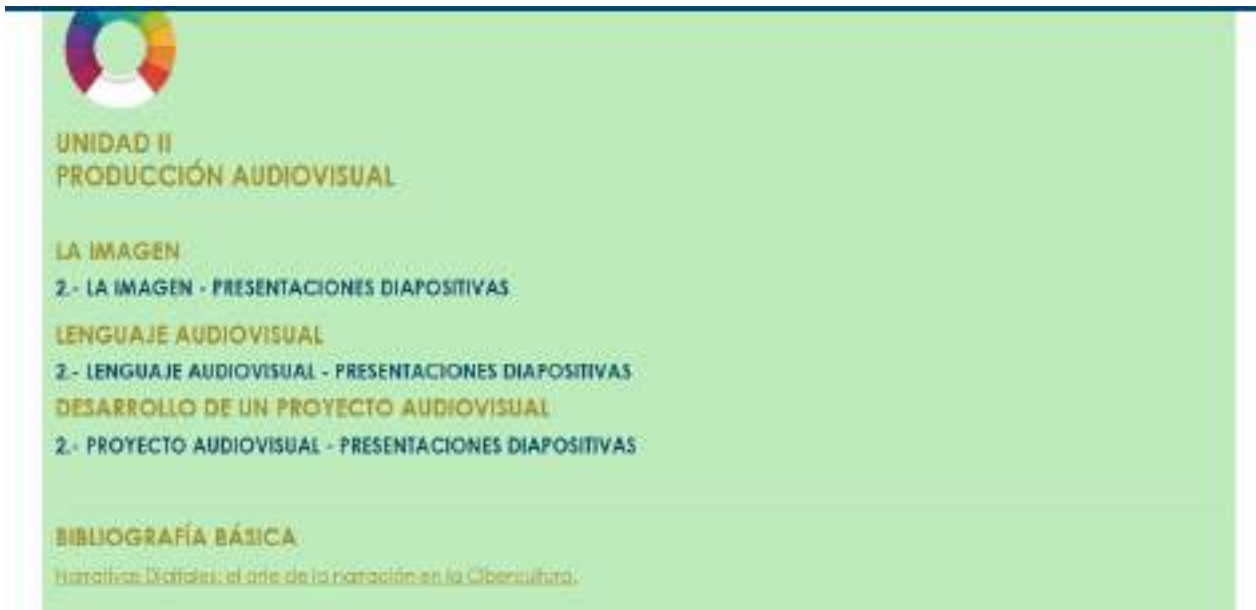 UNIDAD II
PRODUCCIÓN AUDIOVISUAL
LA IMAGEN
2.- LA IMAGEN - PRESENTACIONES DIAPOSITIVAS
LENGUAJE AUDIOVISUAL
2.- LENGUAJE AUDIOVISUAL - PRESENTACIONES DIAPOSITIVAS
DESARROLLO DE UN PROYECTO AUDIOVISUAL
2.- PROYECTO AUDIOVISUAL - PRESENTACIONES DIAPOSITIVAS
BIBLIOGRAFÍA BÁSICA
Narrativas Digitales: el arte de la narración en la Cibercultura.